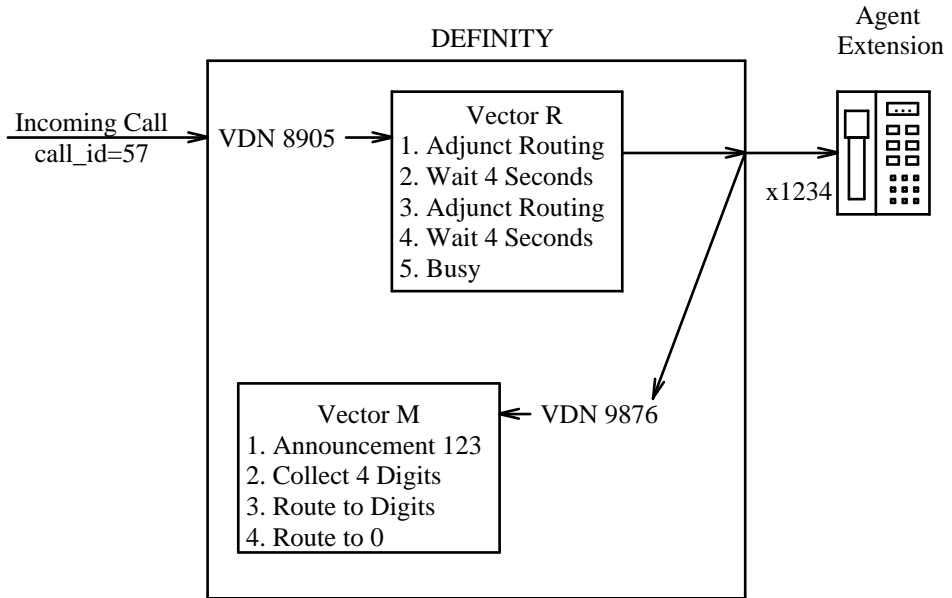 Agent
Extension
DEFINITY
Incoming Call
call_id=57
VDN 8905
Vector R
1. Adjunct Routing
2. Wait 4 Seconds
3. Adjunct Routing
4. Wait 4 Seconds
5. Busy
x1234
VDN 9876
Vector M
1. Announcement 123
2. Collect 4 Digits
3. Route to Digits
4. Route to 0